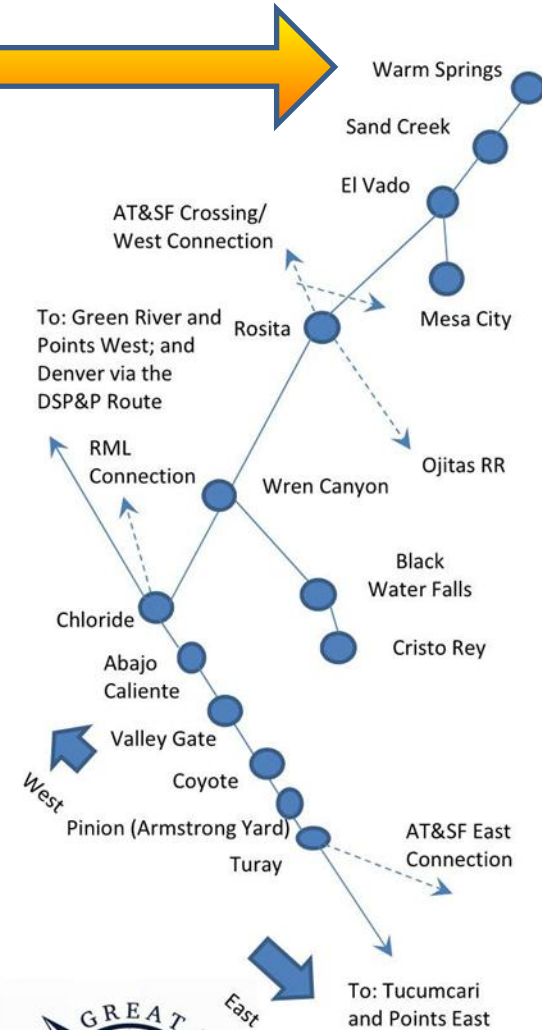 Warm Springs
Sand Creek
El Vado
AT&SF Crossing/
West Connection
Mesa City
To: Green River and
Points West; and
Denver via the
DSP&P Route
Rosita
Ojitas RR
RML
Connection
Wren Canyon
Black
Water Falls
Chloride
Cristo Rey
Abajo
Caliente
Valley Gate
West
Coyote
Pinion (Armstrong Yard)
AT&SF East
Connection
Turay
East
To: Tucumcari
and Points East
GREAT